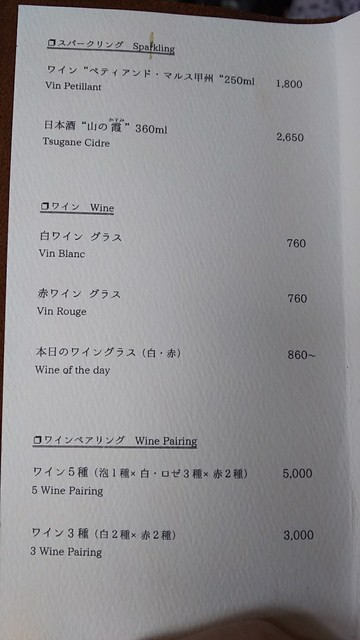 ❒スパークリング Sparkling
ワイン“ペティアンド・マルス甲州 “250ml 1,800
Vin Petillant
かすみ
日本酒 “山の霞” 360ml 2,650
Tsugane Cidre
❒ワイン Wine
白ワイン グラス 760
Vin Blanc
赤ワイン グラス 760
Vin Rouge
本日のワイングラス（白・赤） 860~
Wine of the day
❒ワインペアリング Wine Pairing
ワイン５種（泡１種× 白・ロゼ３種× 赤２種） 5,000
5 Wine Pairing
ワイン３種（白２種× 赤２種） 3,000
3 Wine Pairing